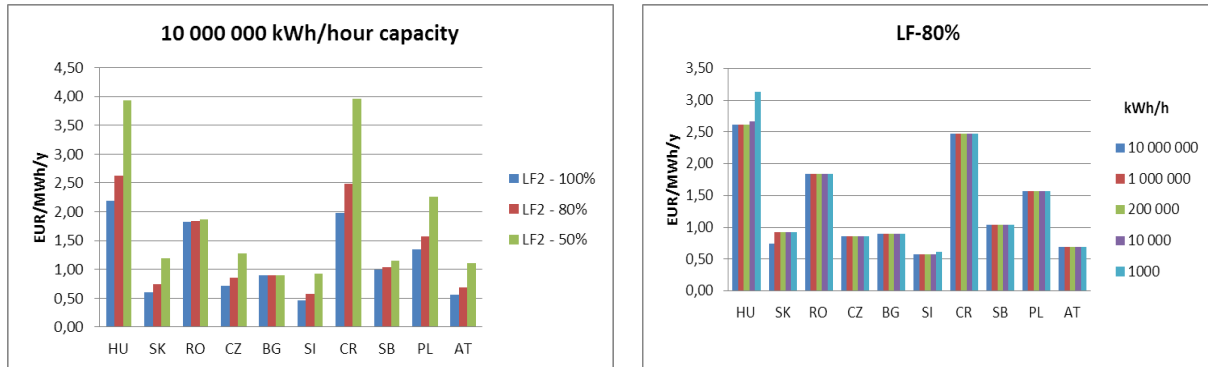 10 000 000 kWh/hour capacity
EUR/MWh/y
4,50
4,00
3,50
3,00
2,50
2,00
1,50
1,00
0,50
0,00
HU SK RO CZ BG SI CR SB PL AT
LF2 - 100%
LF2 - 80%
LF2 - 50%
LF-80%
EUR/MWh/y
3,50
3,00
2,50
2,00
1,50
1,00
0,50
0,00
HU SK RO CZ BG SI CR SB PL AT
kWh/h
10 000 000
1 000 000
200 000
10 000
1000